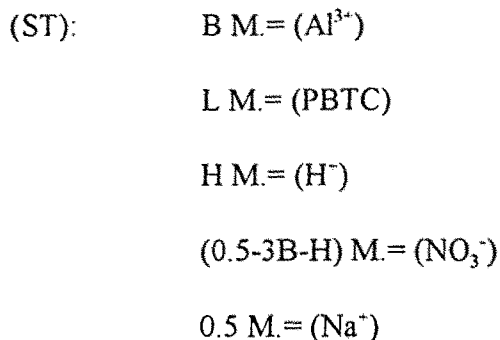 (ST): B M.= (Al³⁺)
L M.= (PBTC)
H M.= (H⁻)
(0.5-3B-H) M.= (NO₃⁻)
0.5 M.= (Na⁺)